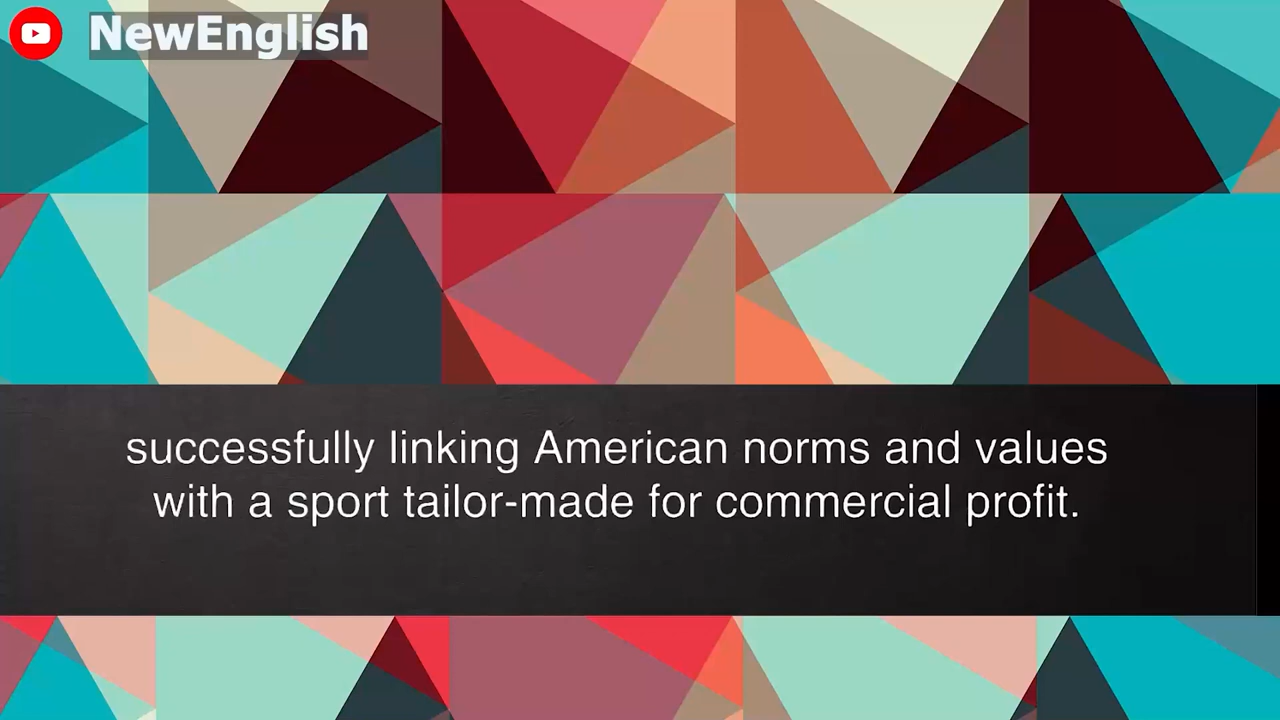 NewEnglish
successfully linking American norms and values
with a sport tailor-made for commercial profit.